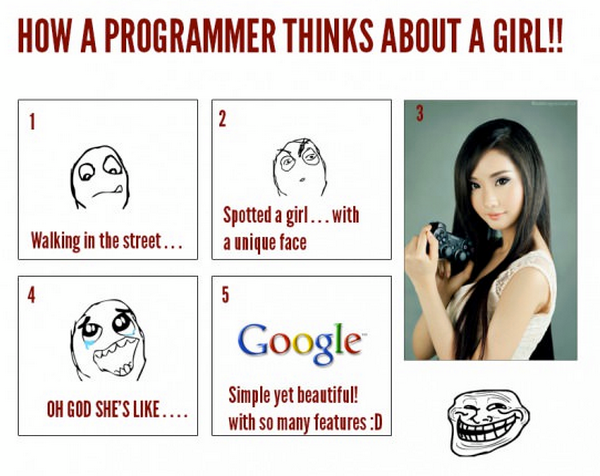 HOW A PROGRAMMER THINKS ABOUT A GIRL!!
1
Walking in the street . . .
2
Spotted a girl . . . with
a unique face
3
4
OH GOD SHE'S LIKE . . . .
5
Google
Simple yet beautiful!
with so many features :D